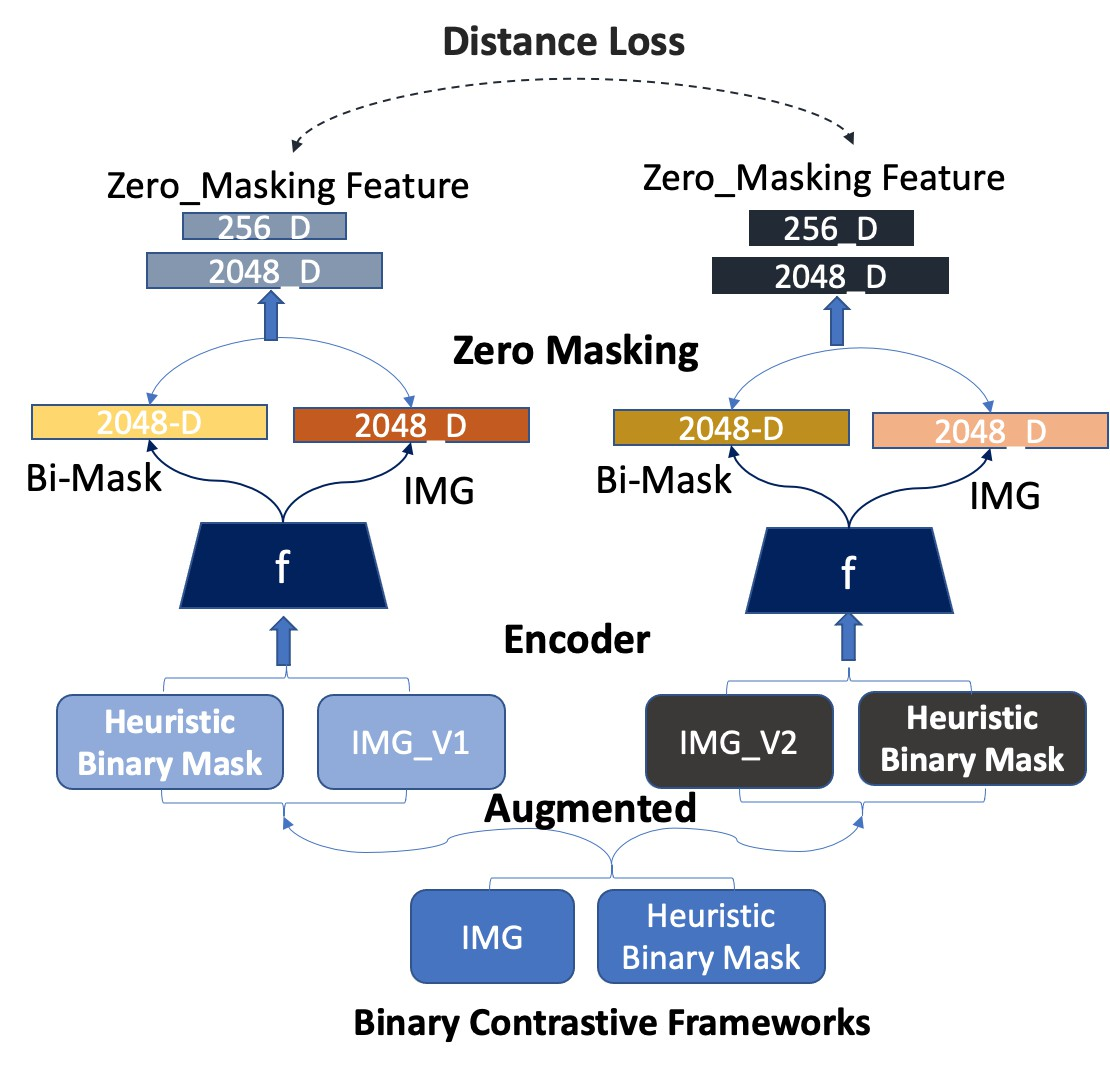 Distance Loss
Zero_Masking Feature
Zero_Masking Feature
256_D
256_D
2048_D
2048_D
Zero Masking
2048-D
2048_D
2048-D
2048_D
Bi-Mask
IMG
Bi-Mask
IMG
f
f
Encoder
Heuristic
Binary Mask
IMG_V1
IMG_V2
Heuristic
Binary Mask
Augmented
IMG
Heuristic
Binary Mask
Binary Contrastive Frameworks